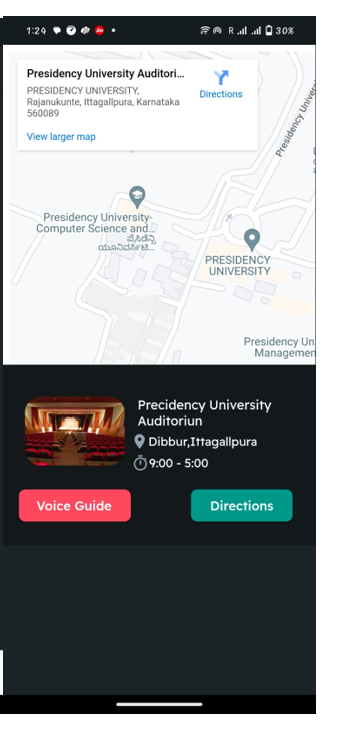 1:24
R
30%
Presidency University Auditori...
PRESIDENCY UNIVERSITY,
Rajanukunte, Ittagallpura, Karnataka
560089
Directions
View larger map
Presidency Univer
Presidency University-
Computer Science and...
ಪ್ರೆಸಿಡೆನ್ಸಿ
ಯೂನಿವರ್ಸಿಟಿ...
PRESIDENCY
UNIVERSITY
Presidency Un
Managemen
Precidency University
Auditoriun
Dibbur,Ittagallpura
9:00 - 5:00
Voice Guide
Directions